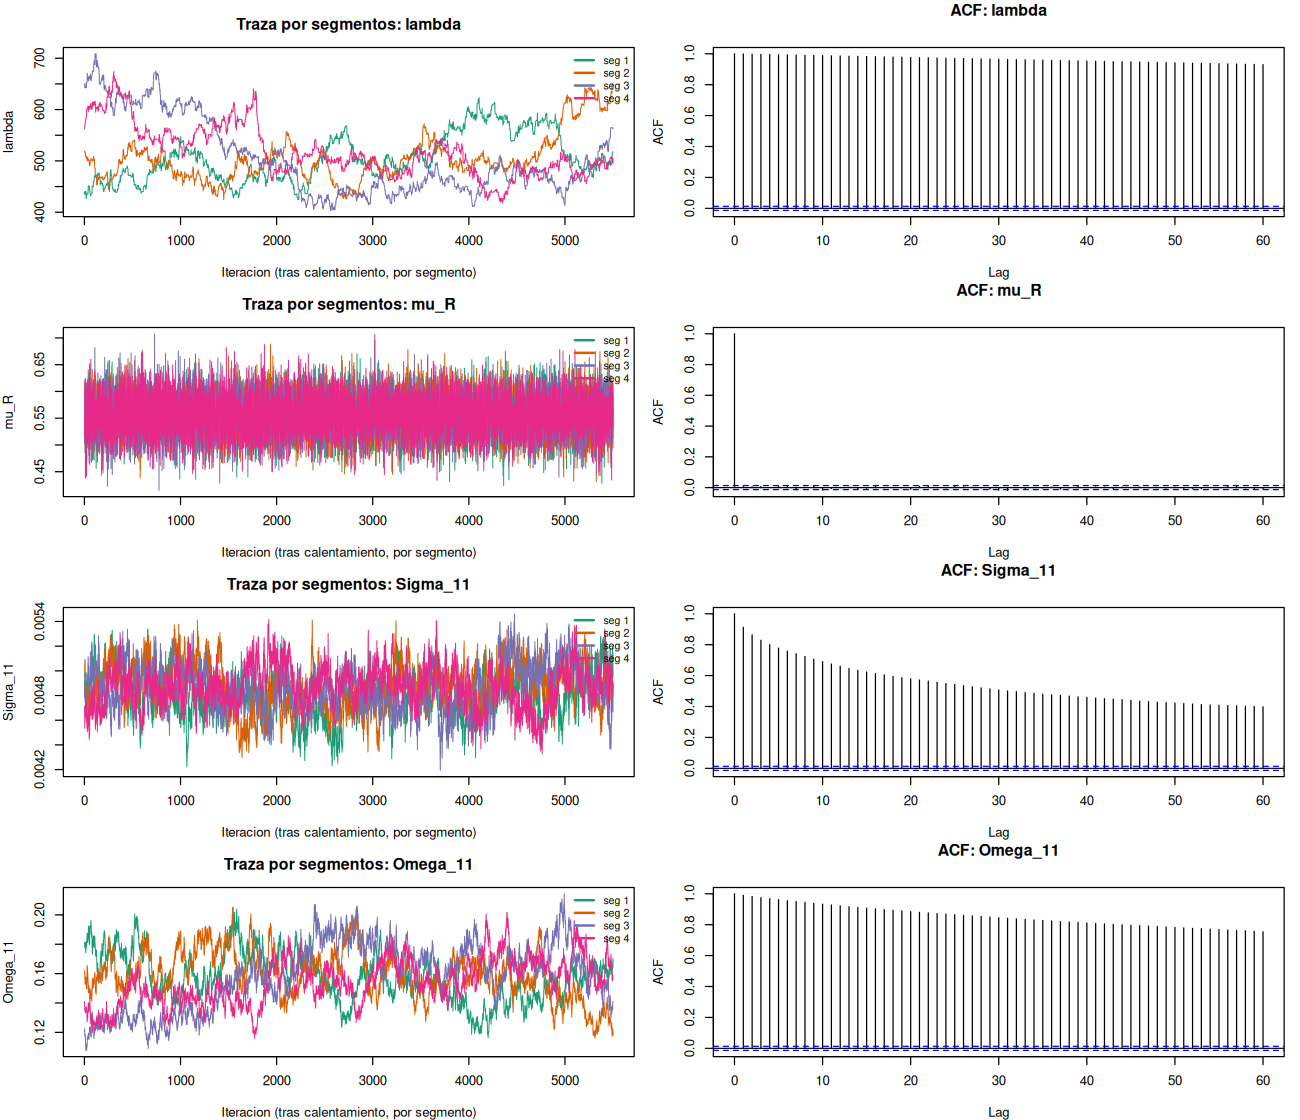 Traza por segmentos: lambda
lambda
700
600
500
400
seg 1
seg 2
seg 3
seg 4
0 1000 2000 3000 4000 5000
Iteracion (tras calentamiento, por segmento)
ACF: lambda
ACF
1.0
0.8
0.6
0.4
0.2
0.0
0 10 20 30 40 50 60
Lag
Traza por segmentos: mu_R
mu_R
0.65
0.55
0.45
seg 1
seg 2
seg 3
seg 4
0 1000 2000 3000 4000 5000
Iteracion (tras calentamiento, por segmento)
ACF: mu_R
ACF
1.0
0.8
0.6
0.4
0.2
0.0
0 10 20 30 40 50 60
Lag
Traza por segmentos: Sigma_11
Sigma_11
0.0054
0.0048
0.0042
seg 1
seg 2
seg 3
seg 4
0 1000 2000 3000 4000 5000
Iteracion (tras calentamiento, por segmento)
ACF: Sigma_11
ACF
1.0
0.8
0.6
0.4
0.2
0.0
0 10 20 30 40 50 60
Lag
Traza por segmentos: Omega_11
Omega_11
0.20
0.16
0.12
seg 1
seg 2
seg 3
seg 4
0 1000 2000 3000 4000 5000
Iteracion (tras calentamiento, por segmento)
ACF: Omega_11
ACF
1.0
0.8
0.6
0.4
0.2
0.0
0 10 20 30 40 50 60
Lag